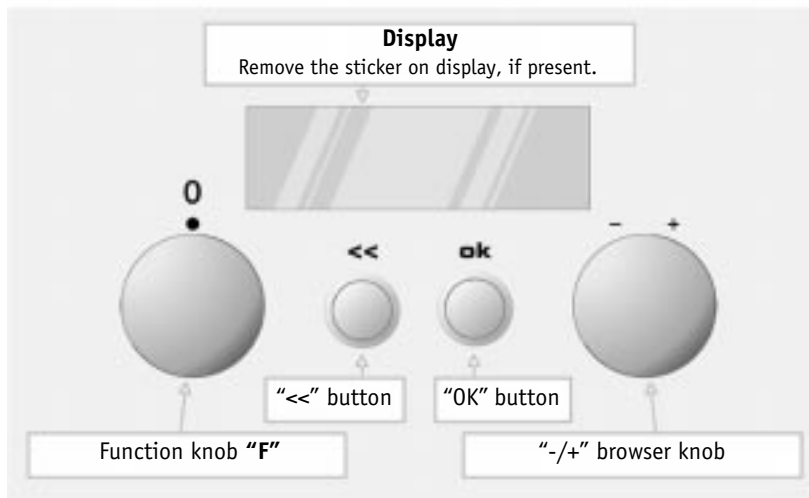 Display
Remove the sticker on display, if present.
0
- +
<< ok
"<<" button
"OK" button
Function knob "F"
"-/+" browser knob